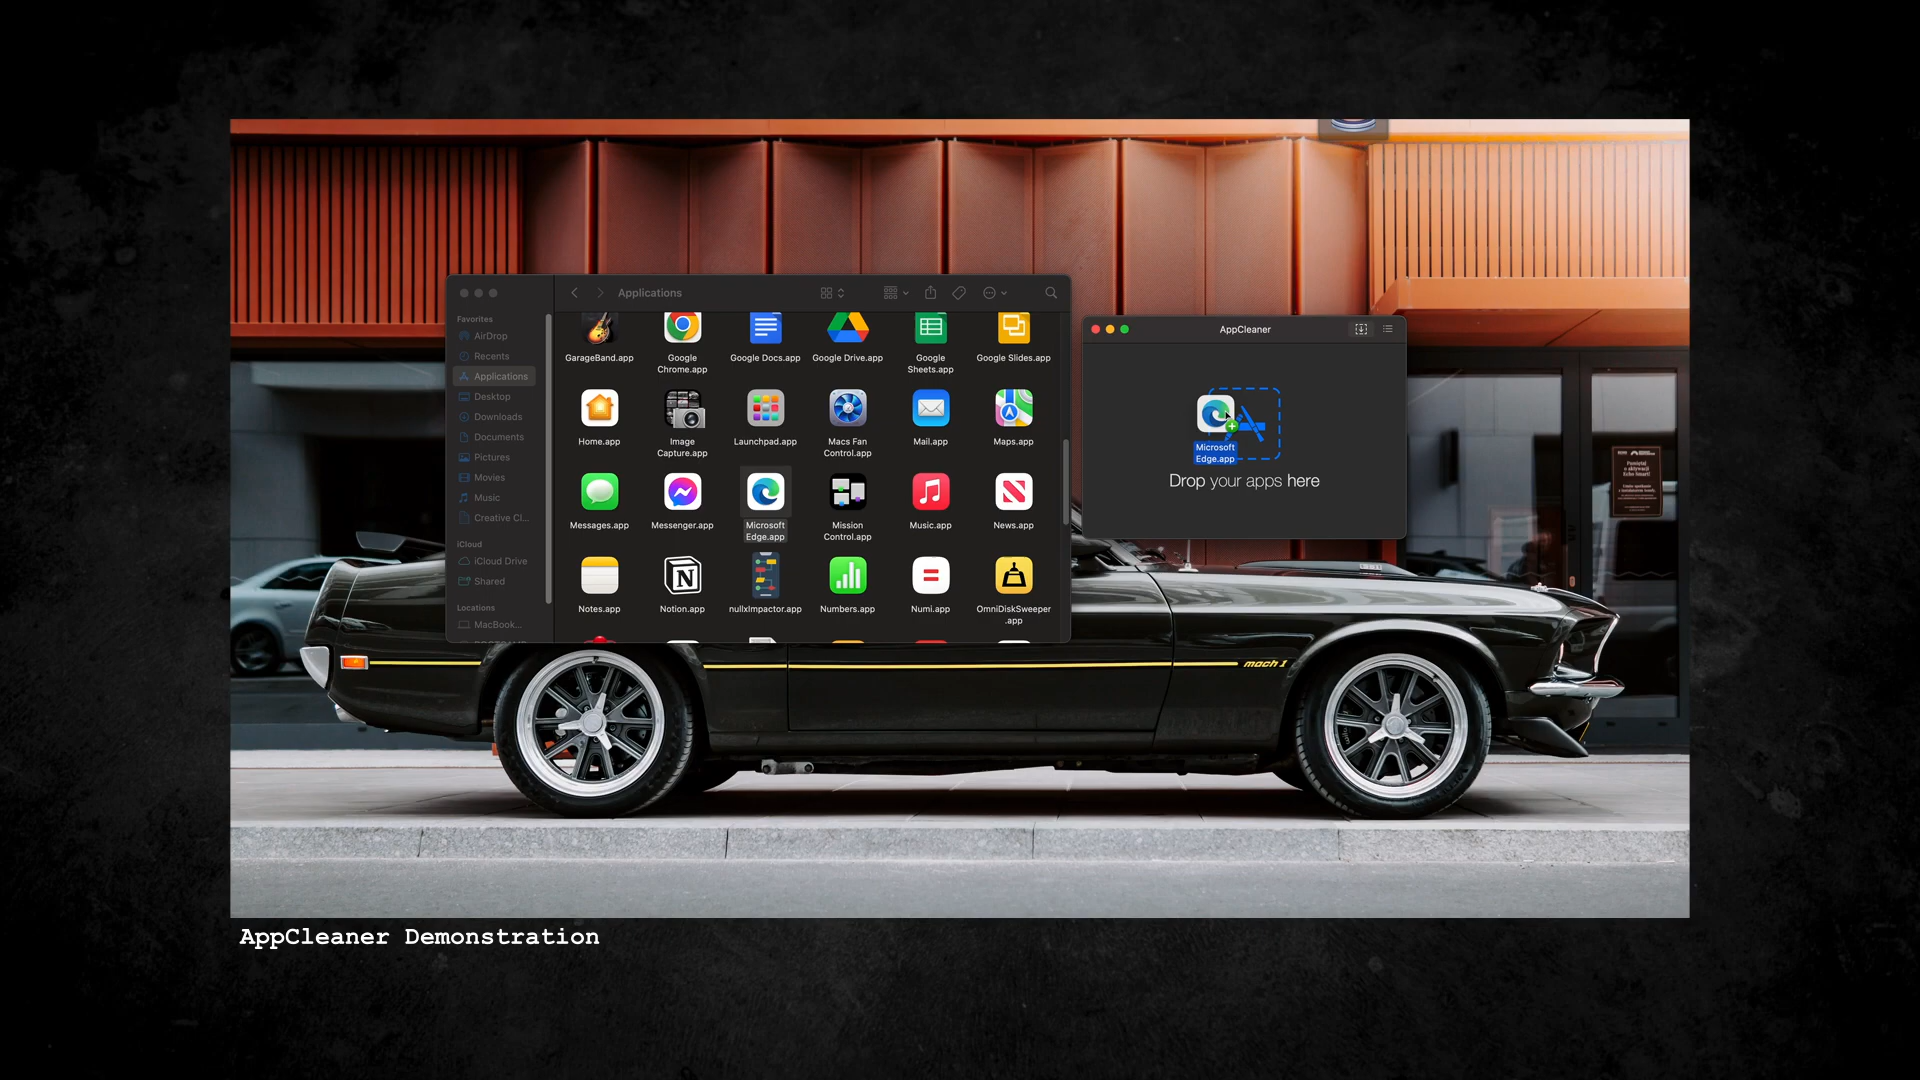 Applications
Favorites
AirDrop
Recents
Applications
Desktop
Downloads
Documents
Pictures
Movies
Music
Creative Cl...
iCloud
iCloud Drive
Shared
Locations
MacBook...
GarageBand.app
Google
Chrome.app
Google Docs.app
Google Drive.app
Google
Sheets.app
Google Slides.app
Home.app
Image
Capture.app
Launchpad.app
Macs Fan
Control.app
Mail.app
Maps.app
Messages.app
Messenger.app
Microsoft
Edge.app
Mission
Control.app
Music.app
News.app
Notes.app
Notion.app
nullxImpactor.app
Numbers.app
Numi.app
OmniDiskSweeper
.app
AppCleaner
Microsoft
Edge.app
Drop your apps here
mach 1
AppCleaner Demonstration